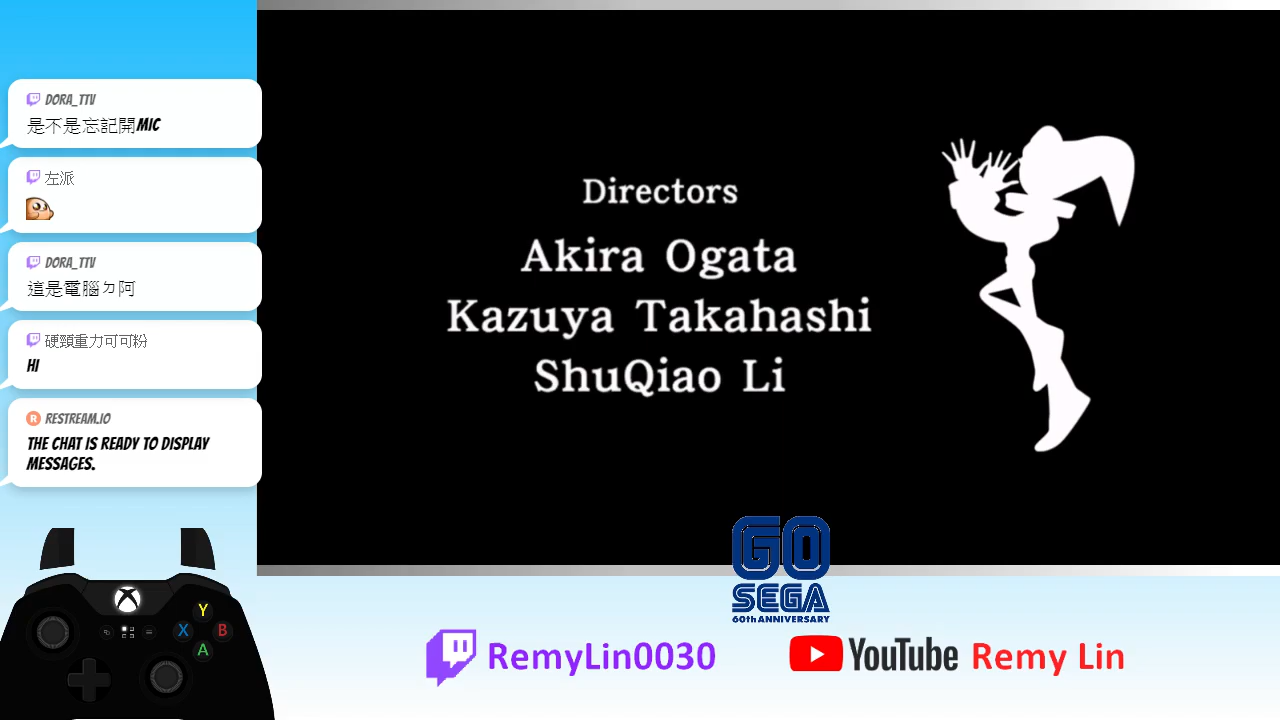 DORA_TTV
是不是忘記開MIC
左派
DORA_TTV
這是電腦ㄉ阿
硬頸重力可可粉
HI
RESTREAM.IO
THE CHAT IS READY TO DISPLAY
MESSAGES.
Directors
Akira Ogata
Kazuya Takahashi
ShuQiao Li
GO
SEGA
60th ANNIVERSARY
Y
X
B
A
RemyLin0030
YouTube Remy Lin